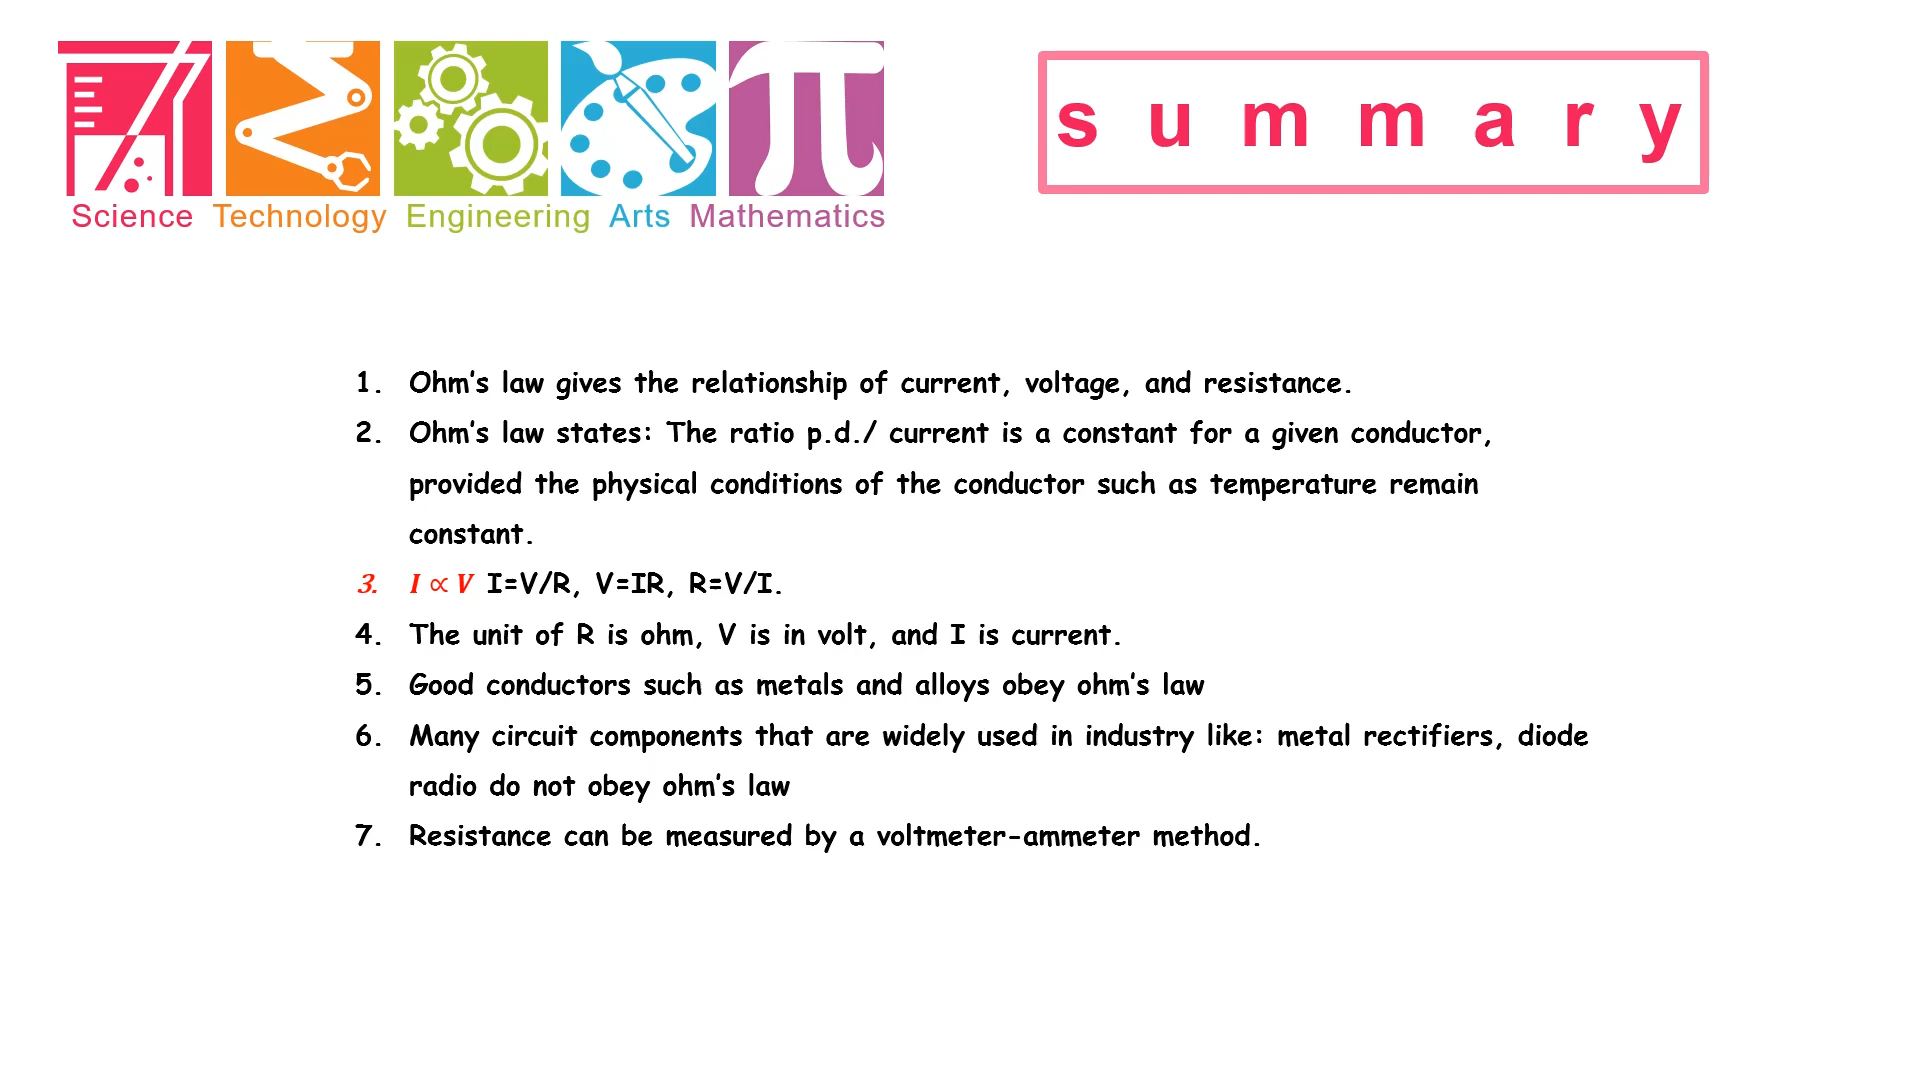 summary
Science Technology Engineering Arts Mathematics
1. Ohm's law gives the relationship of current, voltage, and resistance.
2. Ohm's law states: The ratio p.d./ current is a constant for a given conductor,
provided the physical conditions of the conductor such as temperature remain
constant.
3. I ∝ V I=V/R, V=IR, R=V/I.
4. The unit of R is ohm, V is in volt, and I is current.
5. Good conductors such as metals and alloys obey ohm's law
6. Many circuit components that are widely used in industry like: metal rectifiers, diode
radio do not obey ohm's law
7. Resistance can be measured by a voltmeter-ammeter method.